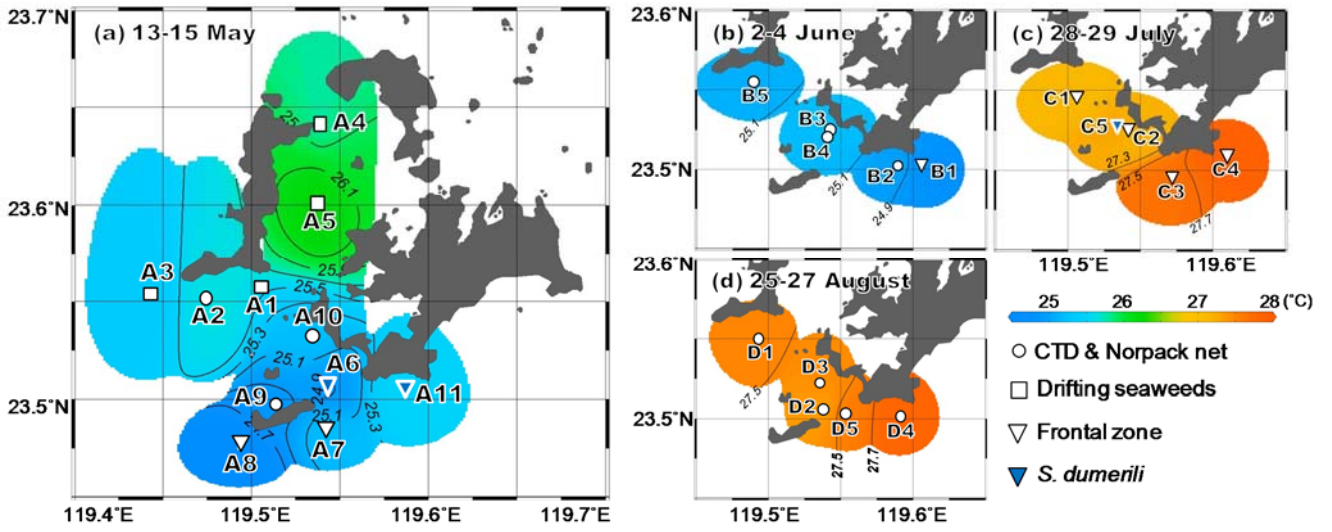 (a) 13-15 May
23.7°N
23.6°N
23.5°N
119.4°E
119.5°E
119.6°E
119.7°E
A4
A5
A3
A2
A1
A10
A6
A11
A9
A7
A8
26.1
25.5
25.3
25.1
24.9
25.1
25.3
(b) 2-4 June
23.6°N
23.5°N
B5
B3
B4
B2
B1
25.1
25.1
24.9
(c) 28-29 July
C1
C5
C2
C4
C3
27.3
27.5
27.7
119.5°E
119.6°E
(d) 25-27 August
23.6°N
23.5°N
119.5°E
119.6°E
D1
D3
D2
D5
D4
27.5
27.5
27.7
25
26
27
28 (°C)
CTD & Norpack net
Drifting seaweeds
Frontal zone
S. dumerili